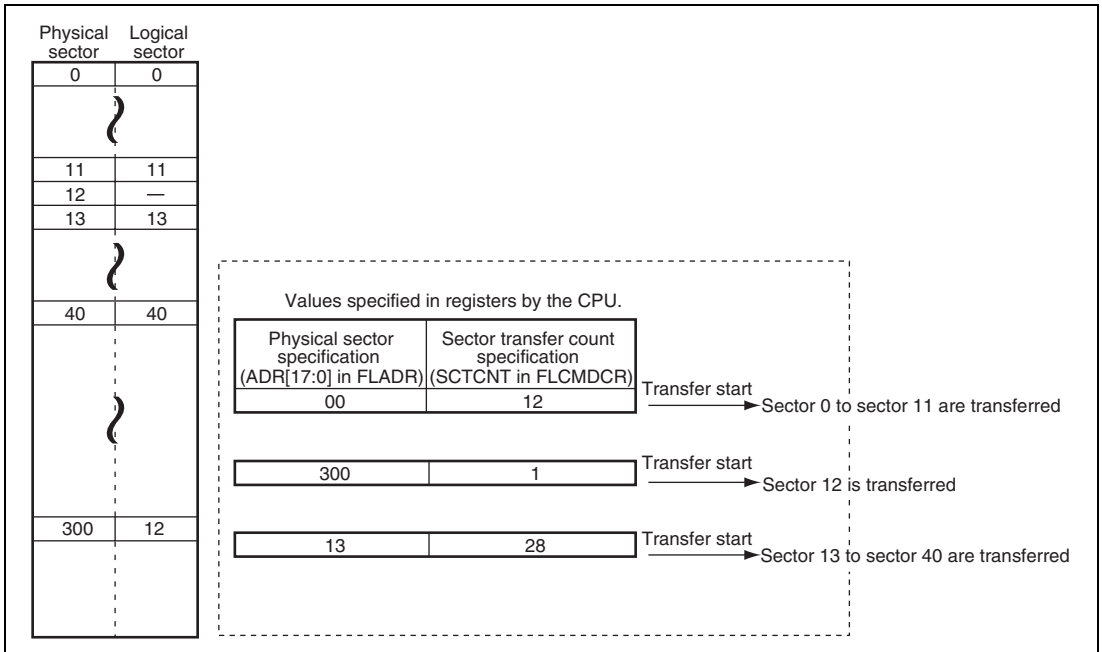 Physical sector
Logical sector
0 0
11 11
12 —
13 13
40 40
300 12
Values specified in registers by the CPU.
Physical sector specification (ADR[17:0] in FLADR)
Sector transfer count specification (SCTCNT in FLCMDCR)
00 12
Transfer start
Sector 0 to sector 11 are transferred
300 1
Transfer start
Sector 12 is transferred
13 28
Transfer start
Sector 13 to sector 40 are transferred